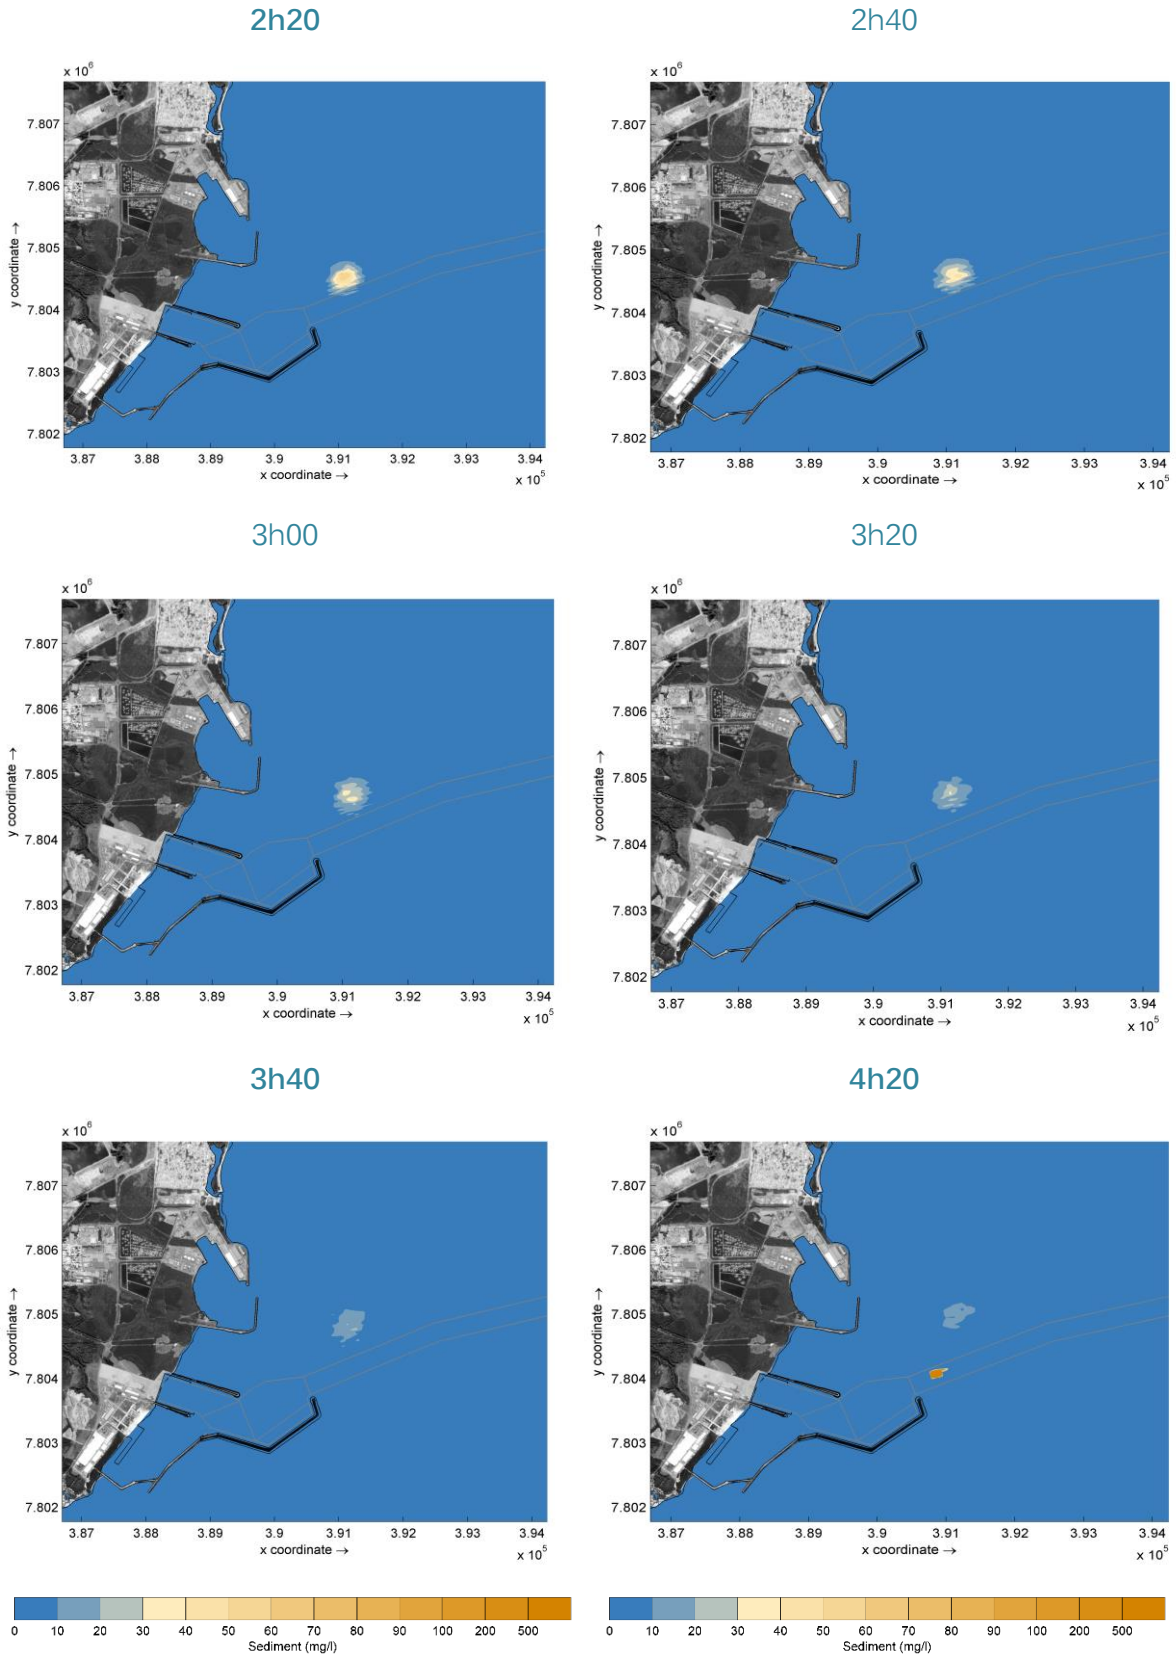 2h20
2h40
x 10⁶
x 10⁶
7.807
7.806
7.805
7.804
7.803
7.802
y coordinate →
3.87 3.88 3.89 3.9 3.91 3.92 3.93 3.94
x coordinate →
x 10⁵
7.807
7.806
7.805
7.804
7.803
7.802
y coordinate →
3.87 3.88 3.89 3.9 3.91 3.92 3.93 3.94
x coordinate →
x 10⁵
3h00
3h20
x 10⁶
x 10⁶
7.807
7.806
7.805
7.804
7.803
7.802
y coordinate →
3.87 3.88 3.89 3.9 3.91 3.92 3.93 3.94
x coordinate →
x 10⁵
7.807
7.806
7.805
7.804
7.803
7.802
y coordinate →
3.87 3.88 3.89 3.9 3.91 3.92 3.93 3.94
x coordinate →
x 10⁵
3h40
4h20
x 10⁶
x 10⁶
7.807
7.806
7.805
7.804
7.803
7.802
y coordinate →
3.87 3.88 3.89 3.9 3.91 3.92 3.93 3.94
x coordinate →
x 10⁵
7.807
7.806
7.805
7.804
7.803
7.802
y coordinate →
3.87 3.88 3.89 3.9 3.91 3.92 3.93 3.94
x coordinate →
x 10⁵
0 10 20 30 40 50 60 80 90 100 200 500
Sediment (mg/l)
0 10 20 30 40 50 60 80 90 100 200 500
Sediment (mg/l)